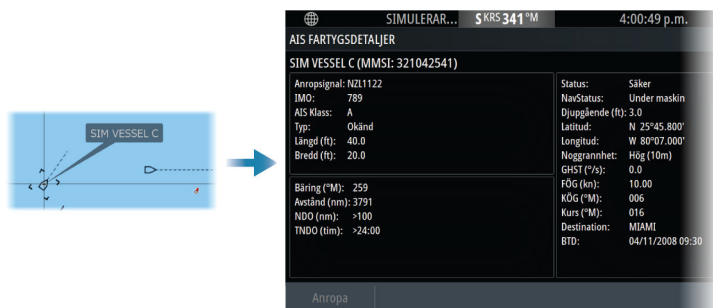 SIM VESSEL C
SIMULERAR... S KRS 341 °M 4:00:49 p.m.
AIS FARTYGSDETALJER
SIM VESSEL C (MMSI: 321042541)
Anropsignal: NZL1122
IMO: 789
AIS Klass: A
Typ: Okänd
Längd (ft): 40.0
Bredd (ft): 20.0
Bäring (°M): 259
Avstånd (nm): 3791
NDO (nm): >100
TNDO (tim): >24:00
Status: Säker
NavStatus: Under maskin
Djupgående (ft): 3.0
Latitud: N 25°45.800'
Longitud: W 80°07.000'
Noggrannhet: Hög (10m)
GHST (°/s): 0.0
FÖG (kn): 10.00
KÖG (°M): 006
Kurs (°M): 016
Destination: MIAMI
BTD: 04/11/2008 09:30
Anropa